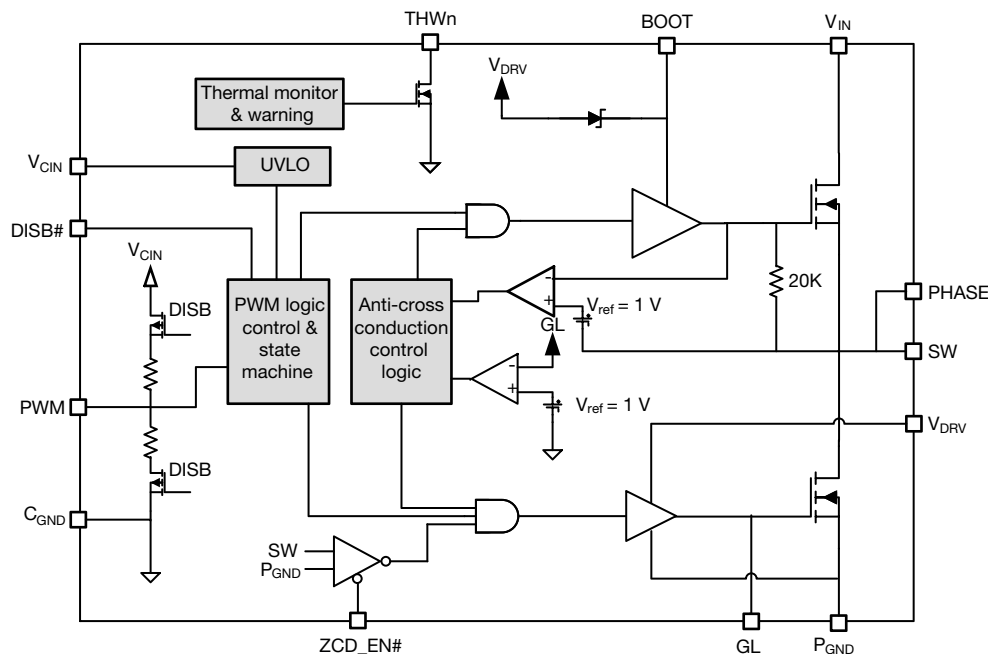 THWn
BOOT
VIN
VDRV
Thermal monitor
& warning
VCIN
UVLO
DISB#
VCIN
DISB
PWM logic
control &
state
machine
Anti-cross
conduction
control
logic
-
+
Vref = 1 V
20K
PHASE
GL
SW
PWM
-
+
Vref = 1 V
VDRV
DISB
CGND
SW
PGND
ZCD_EN#
GL
PGND